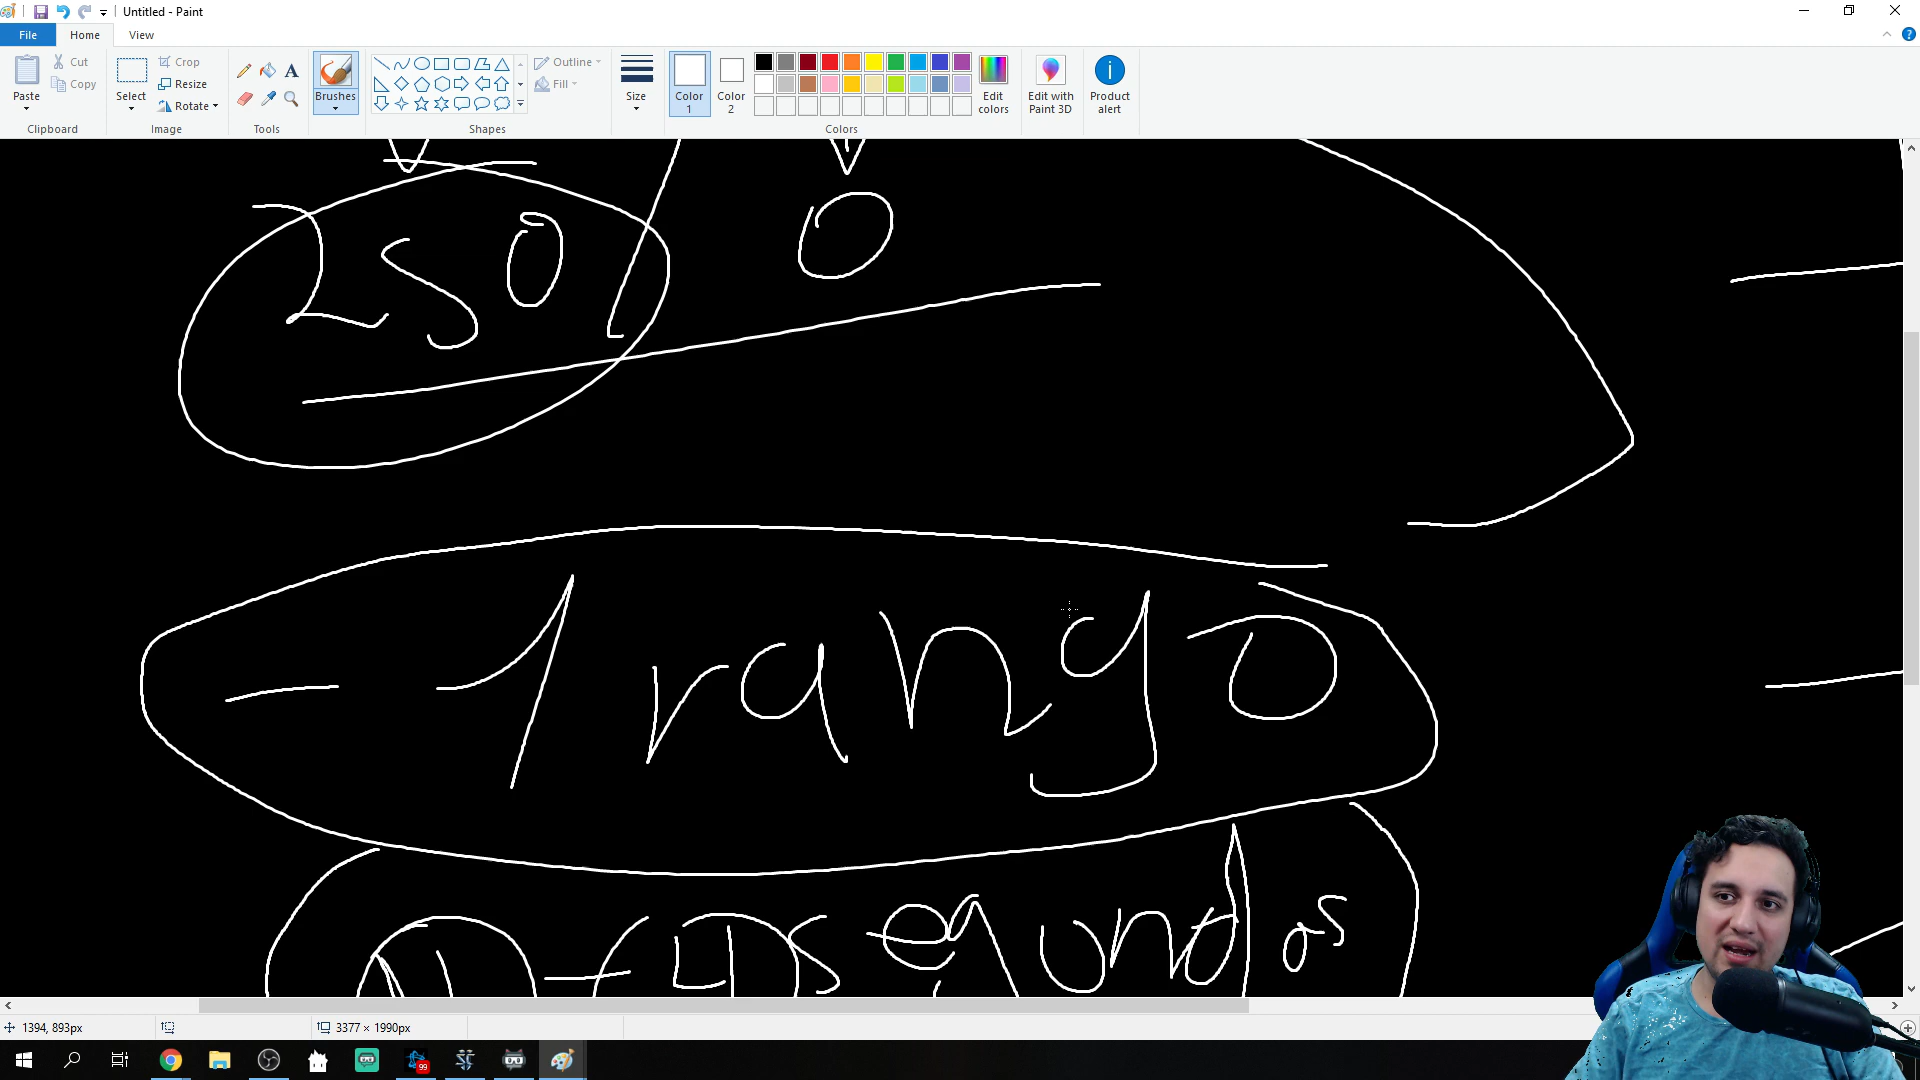 Untitled - Paint
File Home View
Paste
Cut
Copy
Clipboard
Select
Crop
Resize
Rotate
Image
Tools
Brushes
Shapes
Outline
Fill
Size
Color 1
Color 2
Colors
Edit colors
Edit with Paint 3D
Product alert
250 0
- 1 rango
segundos
1394, 893px
3377 × 1990px
99